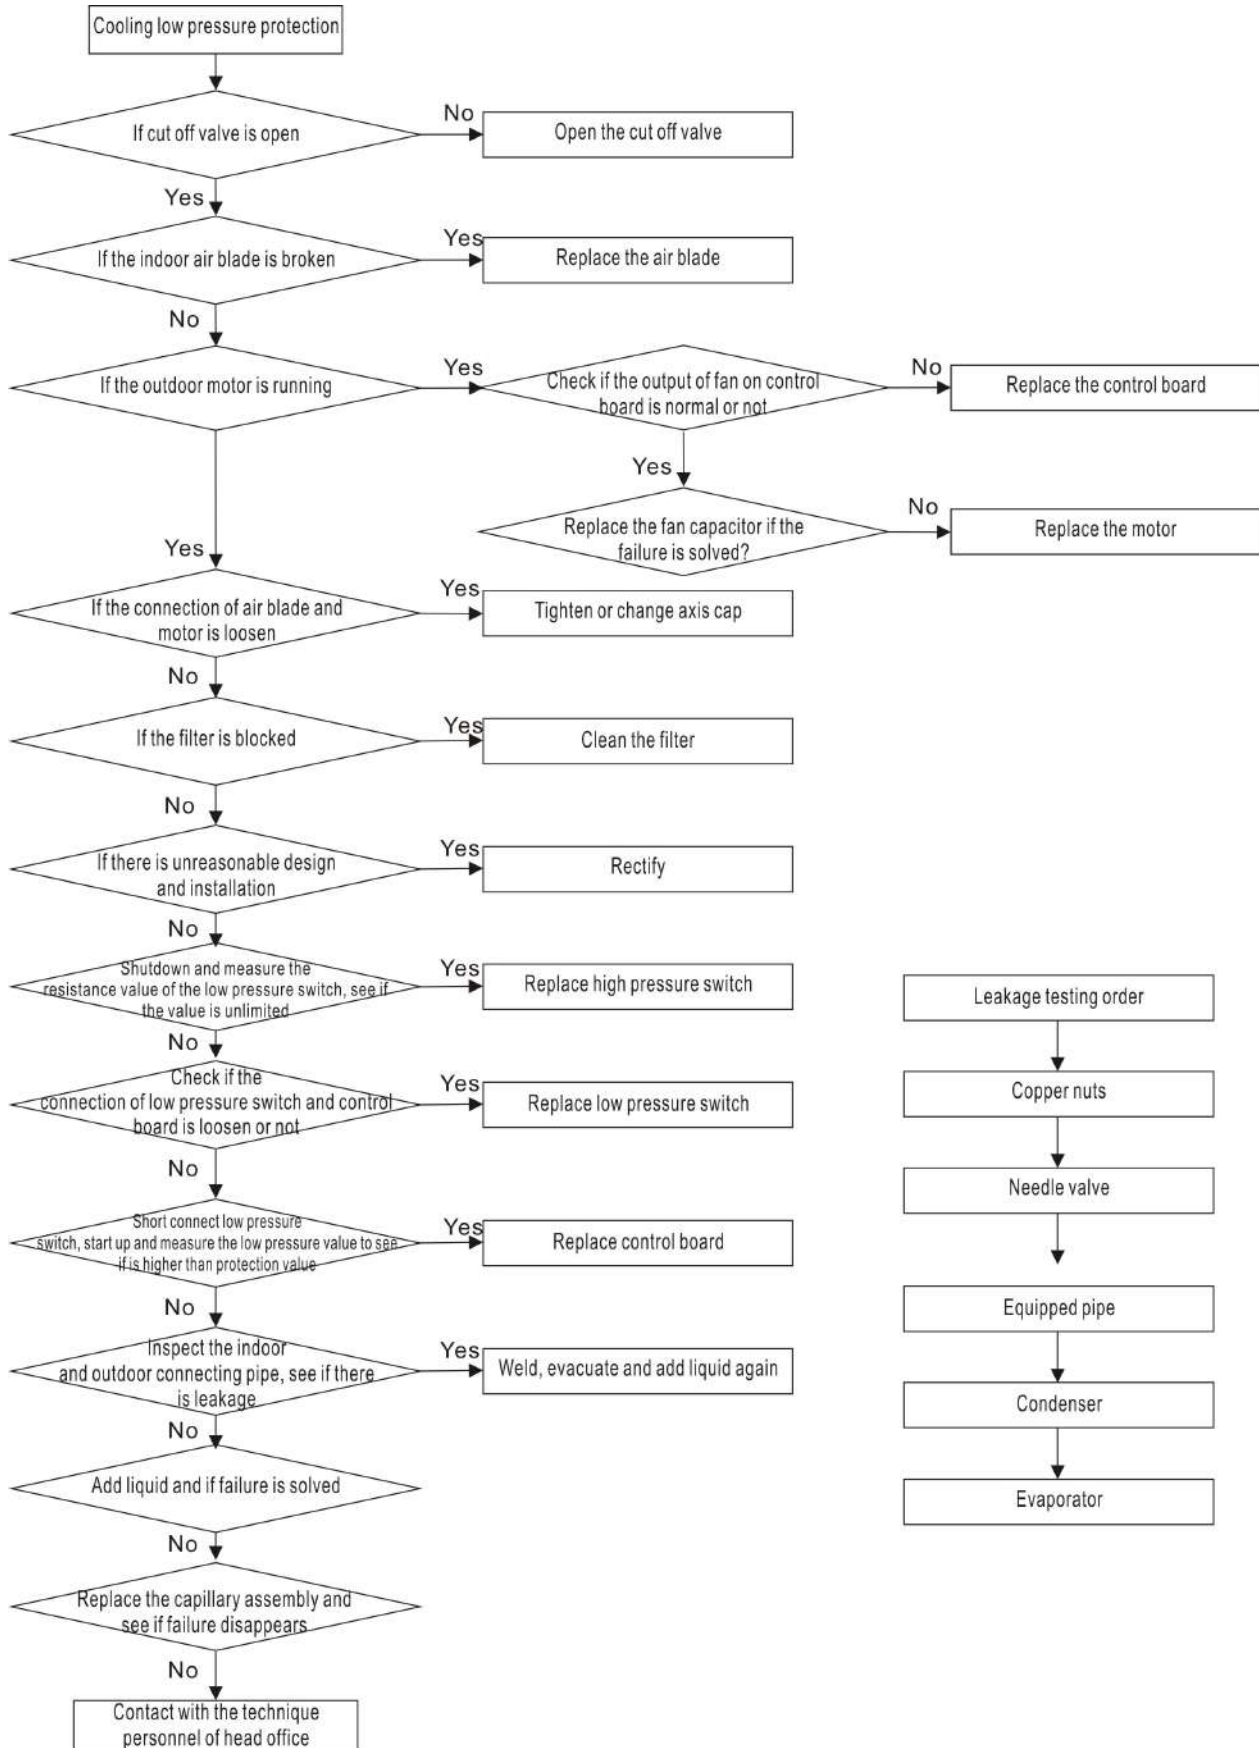 Cooling low pressure protection
If cut off valve is open
No
Open the cut off valve
Yes
If the indoor air blade is broken
Yes
Replace the air blade
No
If the outdoor motor is running
Yes
Check if the output of fan on control
board is normal or not
No
Replace the control board
Yes
Replace the fan capacitor if the
failure is solved?
No
Replace the motor
Yes
If the connection of air blade and
motor is loosen
Yes
Tighten or change axis cap
No
If the filter is blocked
Yes
Clean the filter
No
If there is unreasonable design
and installation
Yes
Rectify
No
Shutdown and measure the
resistance value of the low pressure switch, see if
the value is unlimited
Yes
Replace high pressure switch
No
Check if the
connection of low pressure switch and control
board is loosen or not
Yes
Replace low pressure switch
No
Short connect low pressure
switch, start up and measure the low pressure value to see
if is higher than protection value
Yes
Replace control board
No
Inspect the indoor
and outdoor connecting pipe, see if there
is leakage
Yes
Weld, evacuate and add liquid again
No
Add liquid and if failure is solved
No
Replace the capillary assembly and
see if failure disappears
No
Contact with the technique
personnel of head office
Leakage testing order
Copper nuts
Needle valve
Equipped pipe
Condenser
Evaporator